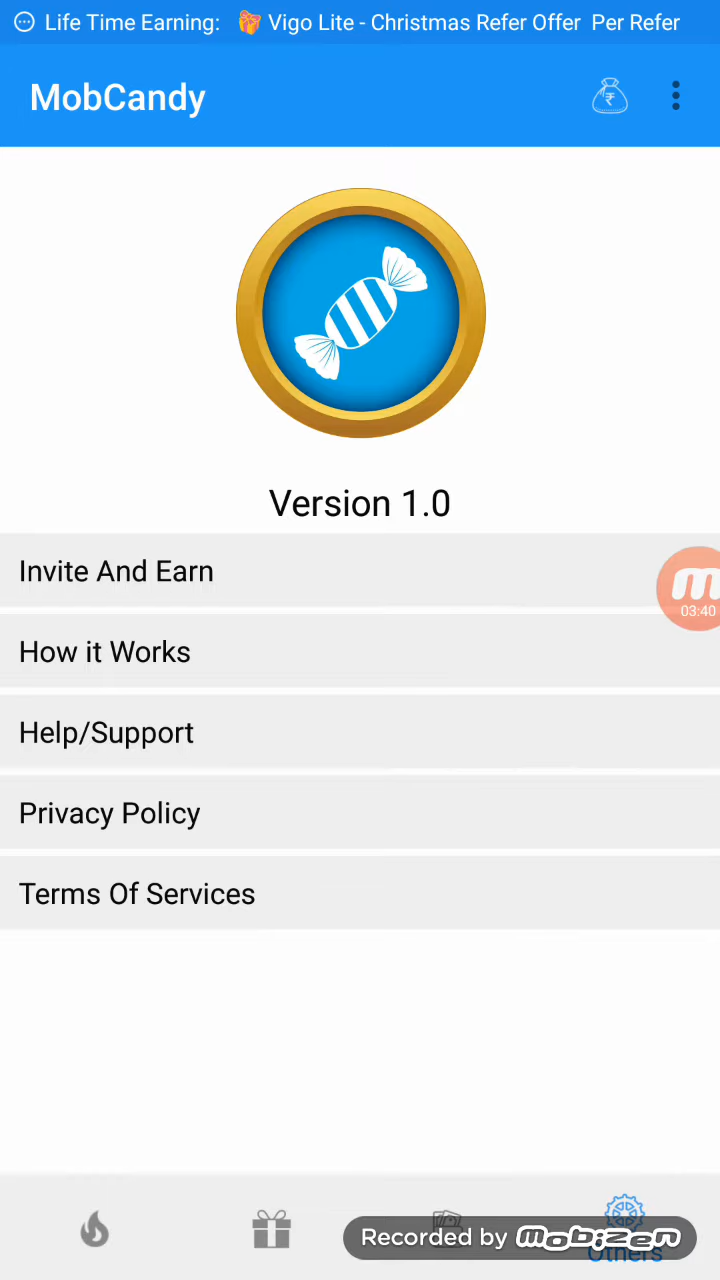 Life Time Earning: Vigo Lite - Christmas Refer Offer Per Refer
MobCandy
Version 1.0
Invite And Earn
03:40
How it Works
Help/Support
Privacy Policy
Terms Of Services
Recorded by Mobizen
Others